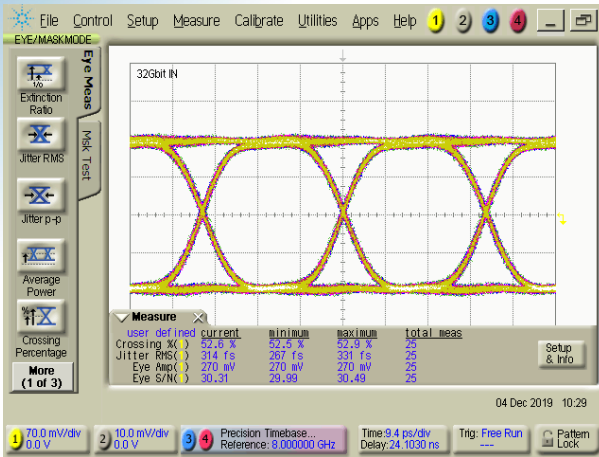 File Control Setup Measure Calibrate Utilities Apps Help 1 2 3 4
EYE/MASK MODE
Eye Meas
Msk Test
1/0
Extinction
Ratio
Jitter RMS
Jitter p-p
Average
Power
Crossing
Percentage
More
(1 of 3)
32Gbit IN
Measure
user defined current minimum maximum total meas
Crossing %(1) 52.6 % 52.5 % 52.9 % 25
Jitter RMS(1) 314 fs 267 fs 331 fs 25
Eye Amp(1) 270 mV 270 mV 270 mV 25
Eye S/N(1) 30.31 29.99 30.49 25
Setup
& Info
04 Dec 2019 10:29
1 70.0 mV/div 2 10.0 mV/div 3 4 Precision Timebase... Time:9.4 ps/div Trig: Free Run Pattern
0.0 V 0.0 V Reference: 8.000000 GHz Delay:24.1030 ns --- Lock